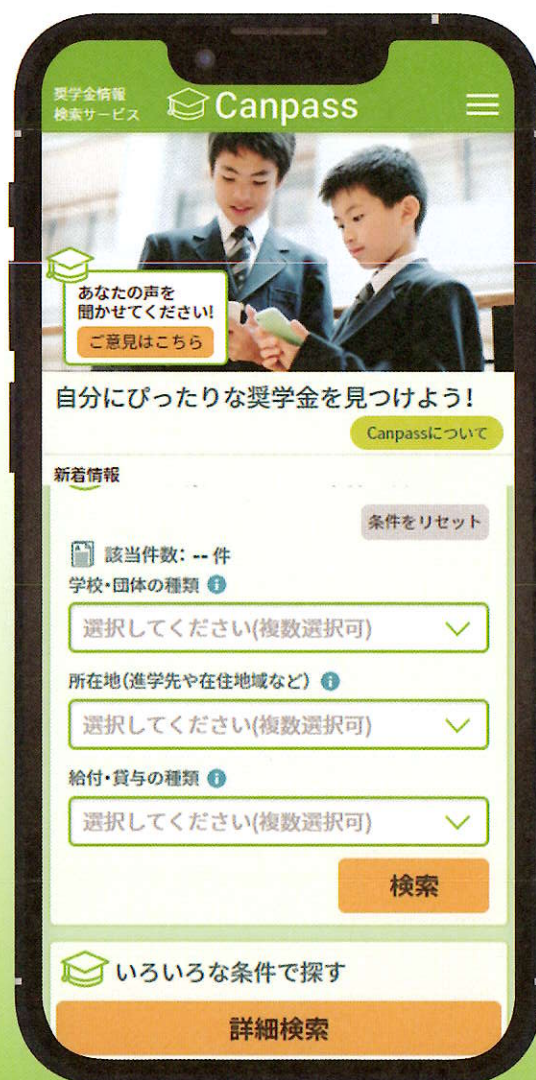 奨学金情報
検索サービス
Canpass
あなたの声を
聞かせてください!
ご意見はこちら
自分にぴったりな奨学金を見つけよう!
Canpassについて
新着情報
条件をリセット
該当件数: -- 件
学校・団体の種類
選択してください(複数選択可)
所在地(進学先や在住地域など)
選択してください(複数選択可)
給付・貸与の種類
選択してください(複数選択可)
検索
いろいろな条件で探す
詳細検索